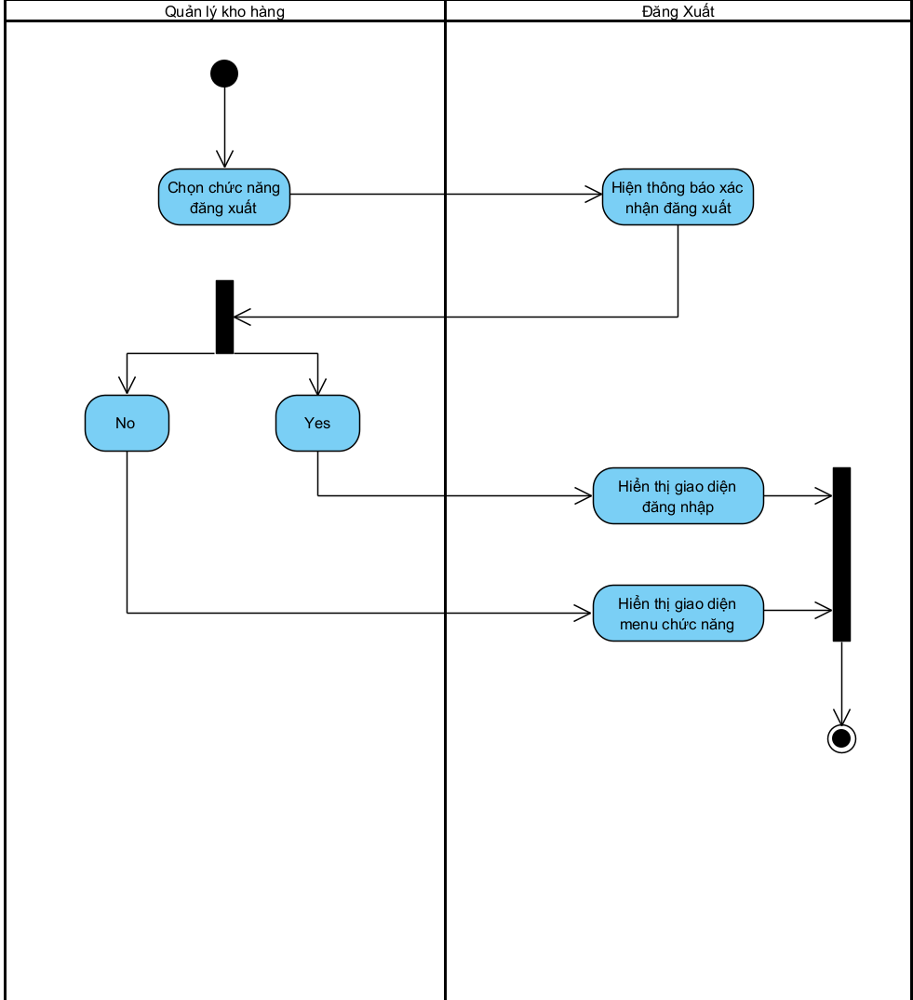 Quản lý kho hàng
Đăng Xuất
Chọn chức năng
đăng xuất
Hiện thông báo xác
nhận đăng xuất
No
Yes
Hiển thị giao diện
đăng nhập
Hiển thị giao diện
menu chức năng